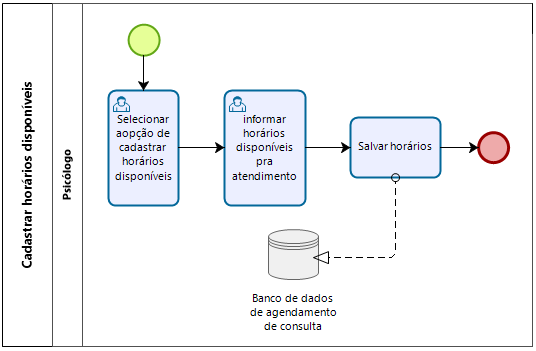 Cadastrar horários disponíveis
Psicólogo
Selecionar
aopção de
cadastrar
horários
disponíveis
informar
horários
disponíveis
pra
atendimento
Salvar horários
Banco de dados
de agendamento
de consulta